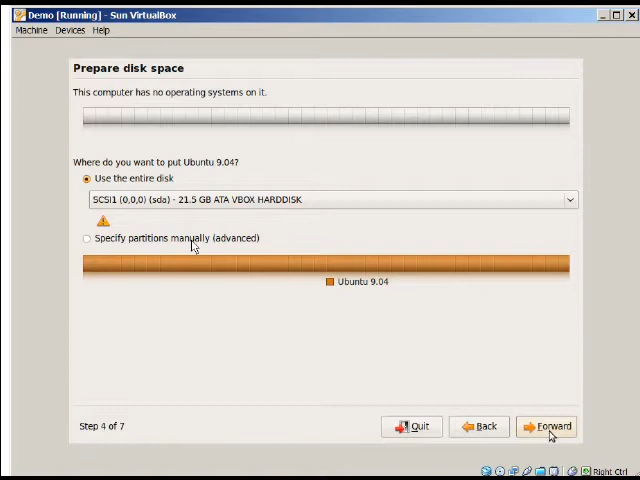 Demo [Running] - Sun VirtualBox
Machine Devices Help
Prepare disk space
This computer has no operating systems on it.
Where do you want to put Ubuntu 9.04?
Use the entire disk
SCSI1 (0,0,0) (sda) - 21.5 GB ATA VBOX HARDDISK
Specify partitions manually (advanced)
Ubuntu 9.04
Step 4 of 7
Quit Back Forward
Right Ctrl